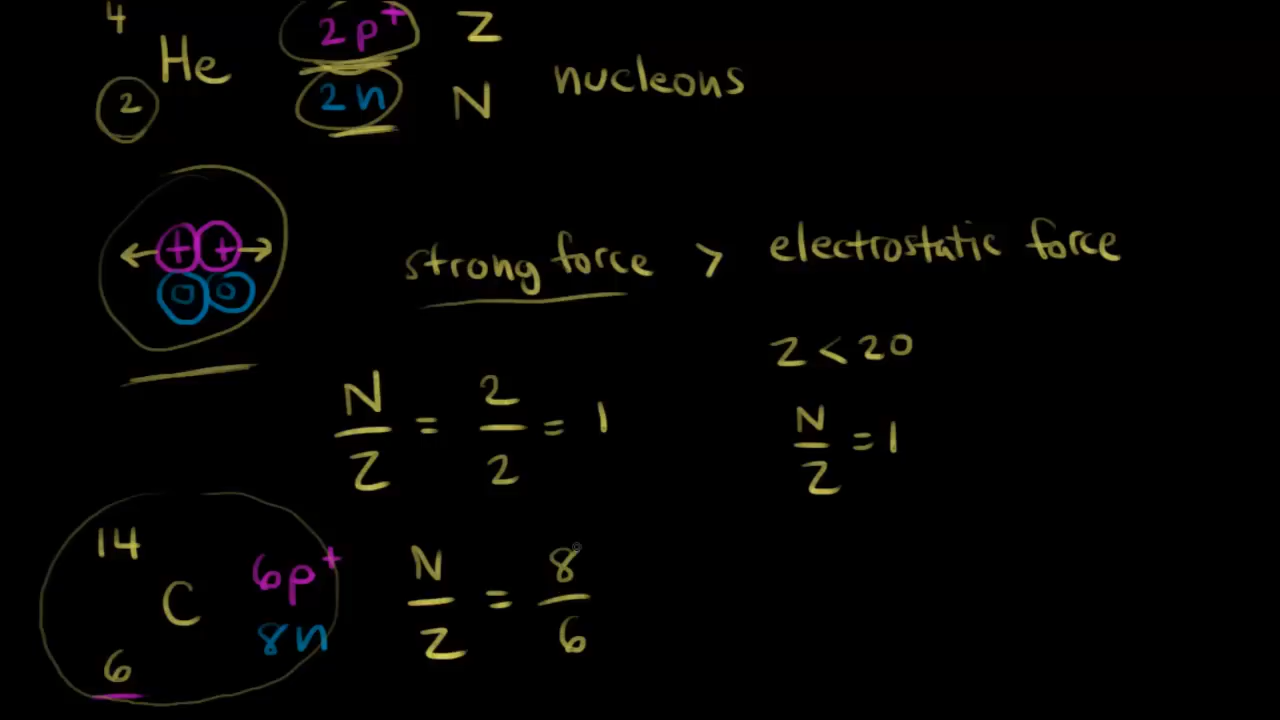 4
2 He 2p+ Z
2n N nucleons
+ +
strong force > electrostatic force
Z < 20
N/Z = 2/2 = 1
N/Z = 1
14
6 C 6p+
8n
N/Z = 8/6